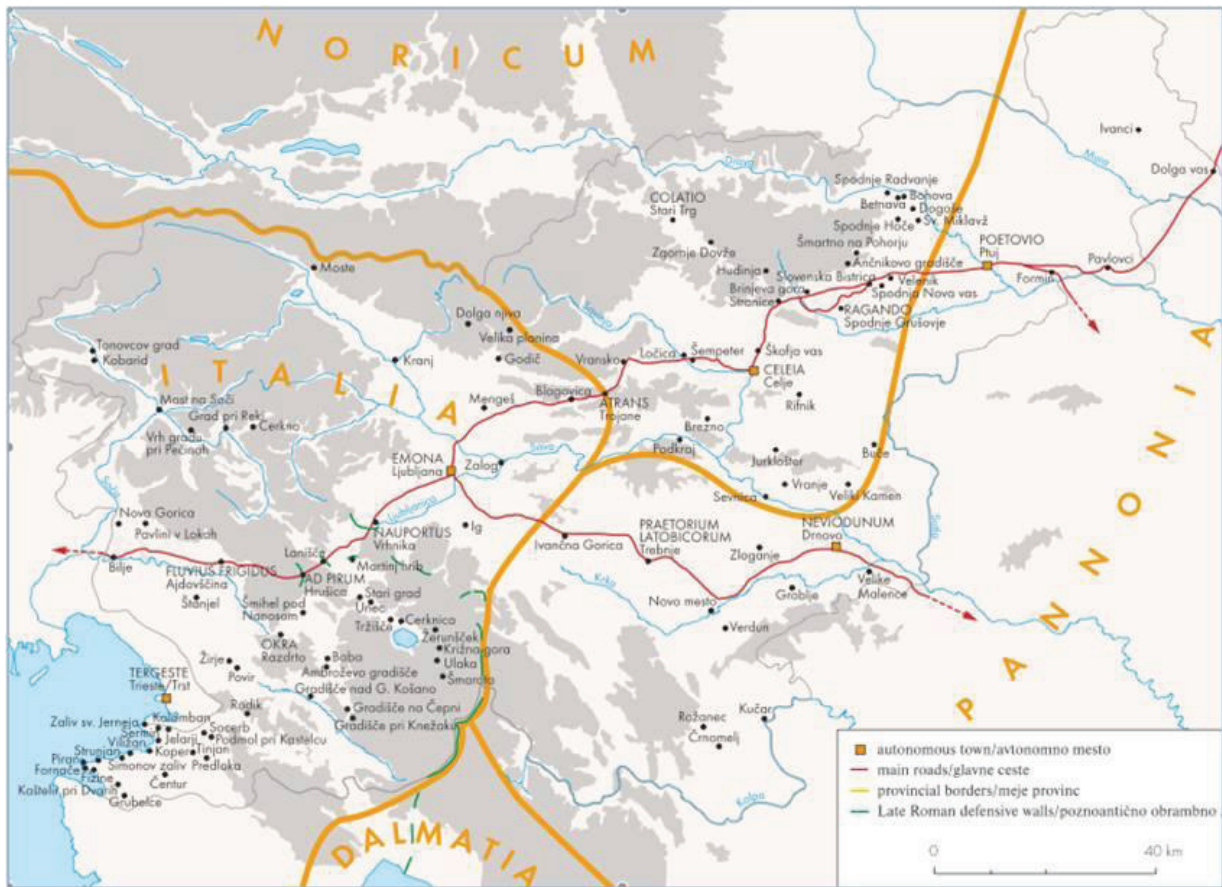 NORICUM
Ivanci
Mura
Dolga vas
Drava
Spodnje Radvanje
Bohova
Betnava
Dogoše
COLATIO
Stari Trg
Spodnje Hoče
Sv. Miklavž
Zgornje Dovže
Šmartno na Pohorju
POETOVIO
Ptuj
Ančnikovo gradišče
Pavlovci
Moste
Hudinja
Slovenska Bistrica
Velenik
Formin
Brinjeva gora
Spodnja Nova vas
Stranice
RAGANDO
Spodnje Grušovje
Savinja
Dolga njiva
Velika planina
Tonovcov grad
Kobarid
Kranj
Godič
Vransko
Ločica
Šempeter
Škofja vas
CELEIA
Celje
ITALIA
Blagovica
ATRANS
Trojane
Rifnik
Mengeš
Most na Soči
Grad pri Reki
Cerkno
Brezno
Vrh gradu
pri Pečinah
EMONA
Ljubljana
Zalog
Sava
Podkraj
Jurklošter
Buče
Vranje
Veliki Kamen
Sevnica
Soča
Ljubljanica
Sutla
Nova Gorica
Pavlini v Lokah
NAUPORTUS
Vrhnika
Ig
Ivančna Gorica
PRAETORIUM
LATOBICORUM
Trebnje
NEVIODUNUM
Drnovo
Zloganje
Bilje
Lanišče
Martinj hrib
FLUVIUS FRIGIDUS
Ajdovščina
AD PIRUM
Hrušica
Krka
Velike
Malence
Groblje
Štanjel
Šmihel pod
Nanosom
Stari grad
Unec
Novo mesto
Tržišče
Cerknica
Verdun
OKRA
Razdrto
Žerunšček
Križna gora
Žirje
Povir
Baba
Ulaka
Ambroževo gradišče
Šmarata
TERGESTE
Trieste/Trst
Gradišče nad G. Košano
Rodik
Gradišče na Čepni
Gradišče pri Knežaku
Kučar
Rožanec
Črnomelj
Zaliv sv. Jerneja
Kolomban
Sermin
Jelarji
Socerb
Podmol pri Kastelcu
Viližan
Strunjan
Koper
Tinjan
Piran
Simonov zaliv
Predloka
Fornače
Fizine
Čentur
Kaštelir pri Dvorih
Grubelce
Kolpa
PANNONIA
DALMATIA
autonomous town/avtonomno mesto
main roads/glavne ceste
provincial borders/meje provinc
Late Roman defensive walls/poznoantično obrambno
0 40 km